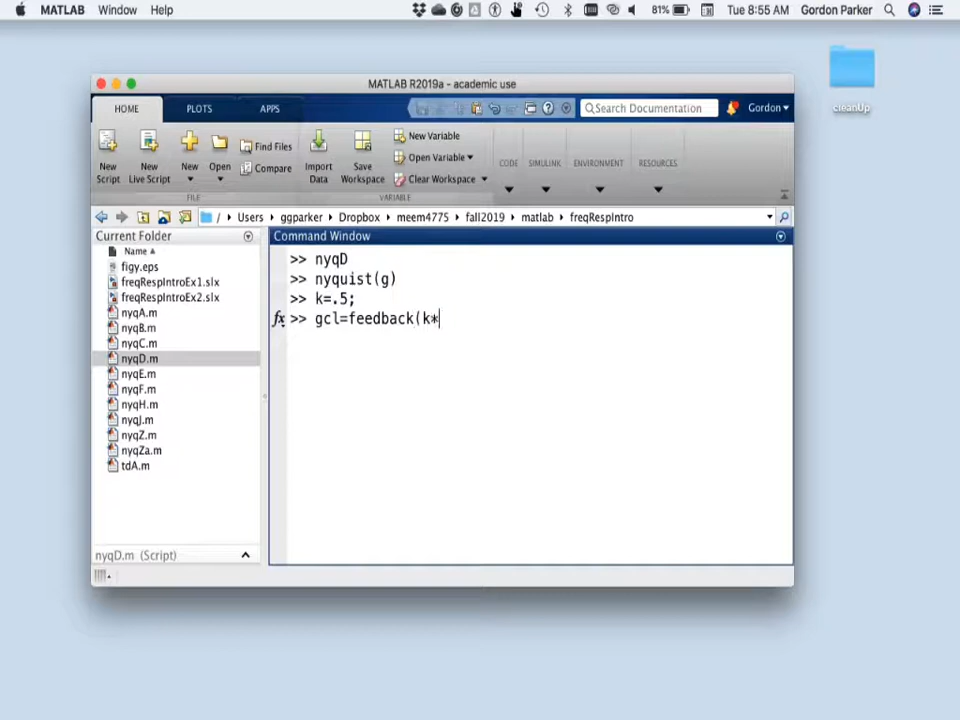 MATLAB Window Help 81% Tue 8:55 AM Gordon Parker
MATLAB R2019a - academic use
cleanUp
HOME PLOTS APPS Search Documentation Gordon
New Script New Live Script New Open Find Files Compare Import Data Save Workspace New Variable Open Variable Clear Workspace CODE SIMULINK ENVIRONMENT RESOURCES
FILE VARIABLE
/ Users ggparker Dropbox meem4775 fall2019 matlab freqRespIntro
Current Folder
Name
figy.eps
freqRespIntroEx1.slx
freqRespIntroEx2.slx
nyqA.m
nyqB.m
nyqC.m
nyqD.m
nyqE.m
nyqF.m
nyqH.m
nyqJ.m
nyqZ.m
nyqZa.m
tdA.m
nyqD.m (Script)
Command Window
>> nyqD
>> nyquist(g)
>> k=.5;
fx >> gcl=feedback(k*